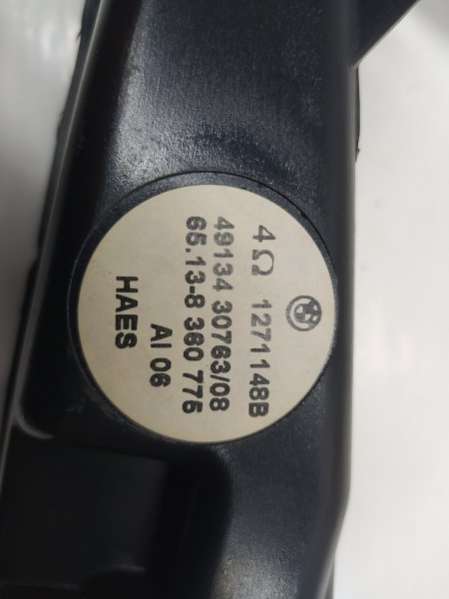 4Ω 1271148B
49134 30763/08
65.13-8 360 775
AI 06
HAES